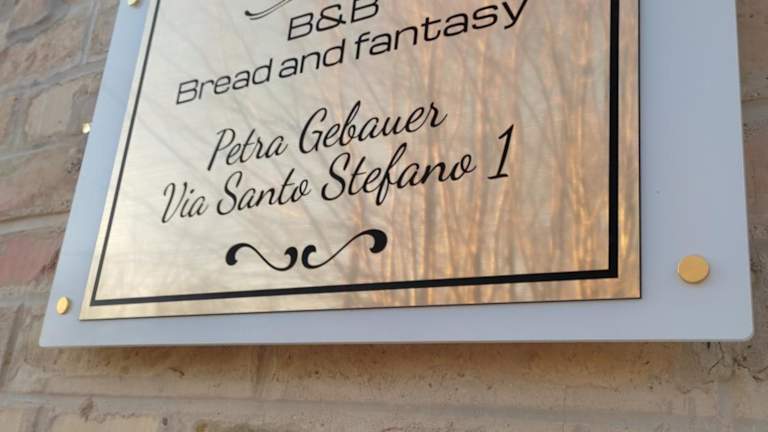 B&B
Bread and fantasy
Petra Gebauer
Via Santo Stefano 1